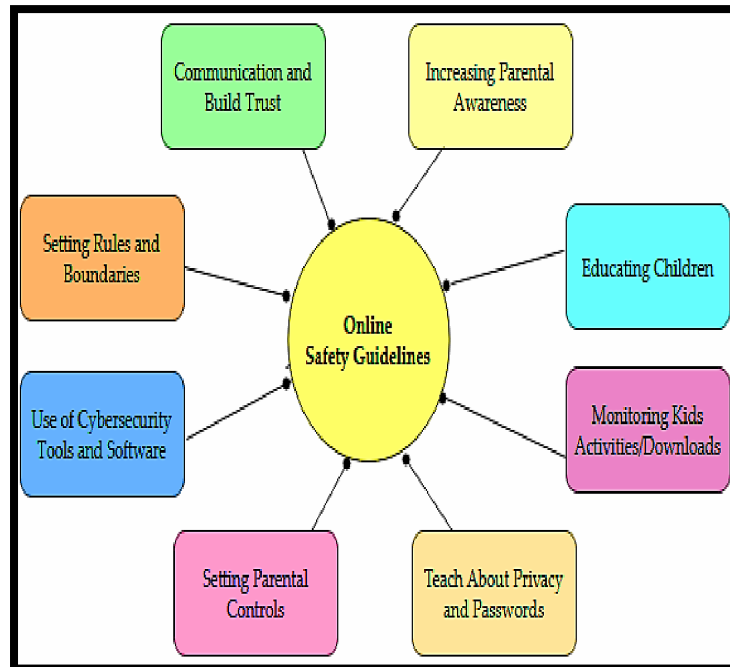 Communication and
Build Trust
Increasing Parental
Awareness
Setting Rules and
Boundaries
Educating Children
Online
Safety Guidelines
Use of Cybersecurity
Tools and Software
Monitoring Kids
Activities/Downloads
Setting Parental
Controls
Teach About Privacy
and Passwords